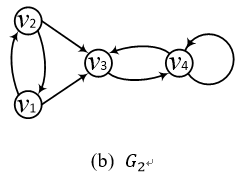 v₂
v₃ v₄
v₁
(b) G₂↵